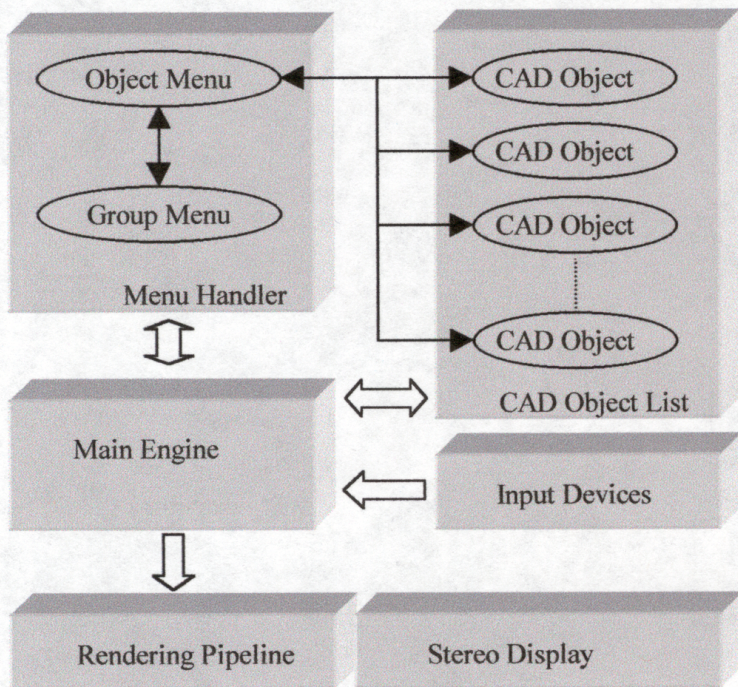 Object Menu
Group Menu
Menu Handler
CAD Object
CAD Object
CAD Object
CAD Object
CAD Object List
Main Engine
Input Devices
Rendering Pipeline
Stereo Display